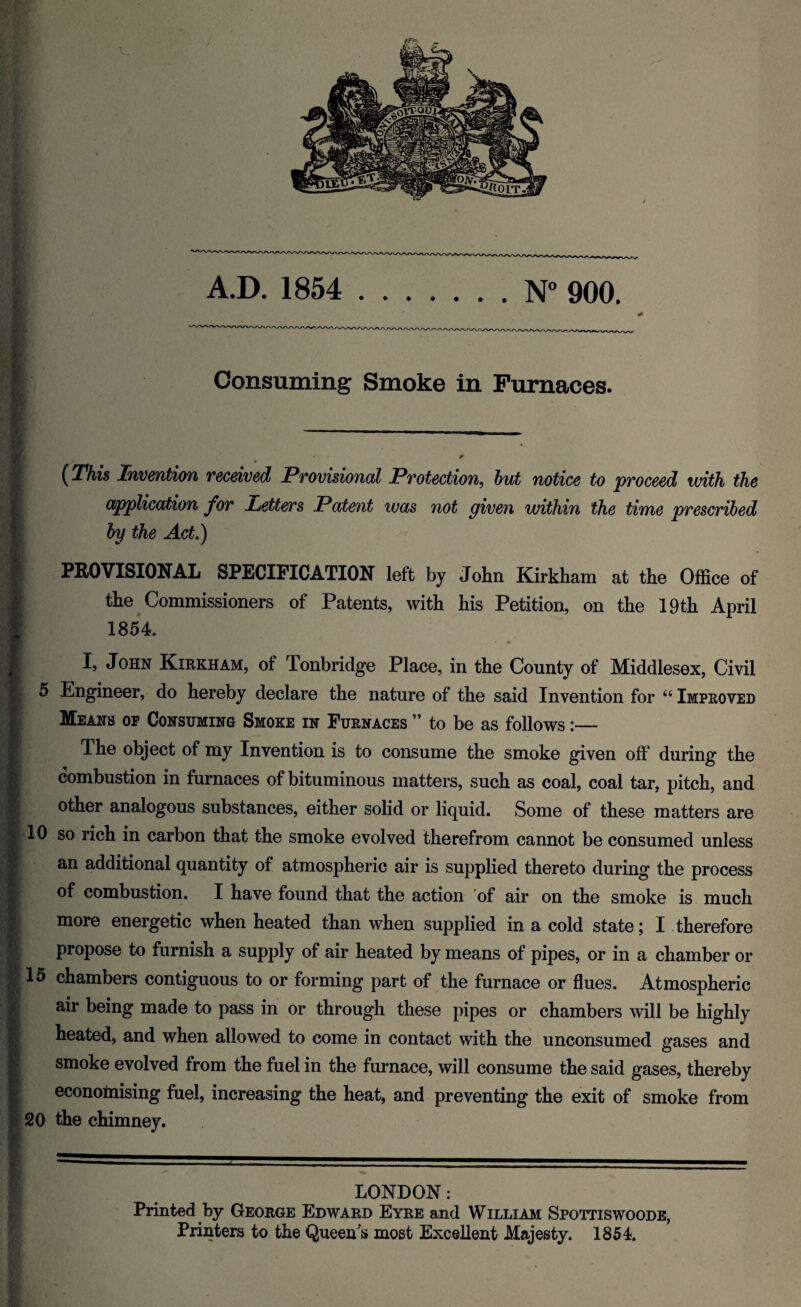 SOIT QUI MAL
DIEU · ET MON · DROIT
A.D. 1854 . . . . . . . . N° 900.
Consuming Smoke in Furnaces.
(This Invention received Provisional Protection, but notice to proceed with the
application for Letters Patent was not given within the time prescribed
by the Act.)
PROVISIONAL SPECIFICATION left by John Kirkham at the Office of
the Commissioners of Patents, with his Petition, on the 19th April
1854.
I, John Kirkham, of Tonbridge Place, in the County of Middlesex, Civil
5 Engineer, do hereby declare the nature of the said Invention for “ Improved
Means of Consuming Smoke in Furnaces ” to be as follows :—
The object of my Invention is to consume the smoke given off during the
combustion in furnaces of bituminous matters, such as coal, coal tar, pitch, and
other analogous substances, either solid or liquid. Some of these matters are
10 so rich in carbon that the smoke evolved therefrom cannot be consumed unless
an additional quantity of atmospheric air is supplied thereto during the process
of combustion. I have found that the action of air on the smoke is much
more energetic when heated than when supplied in a cold state; I therefore
propose to furnish a supply of air heated by means of pipes, or in a chamber or
15 chambers contiguous to or forming part of the furnace or flues. Atmospheric
air being made to pass in or through these pipes or chambers will be highly
heated, and when allowed to come in contact with the unconsumed gases and
smoke evolved from the fuel in the furnace, will consume the said gases, thereby
economising fuel, increasing the heat, and preventing the exit of smoke from
20 the chimney.
LONDON:
Printed by George Edward Eyre and William Spottiswoode,
Printers to the Queen's most Excellent Majesty. 1854.